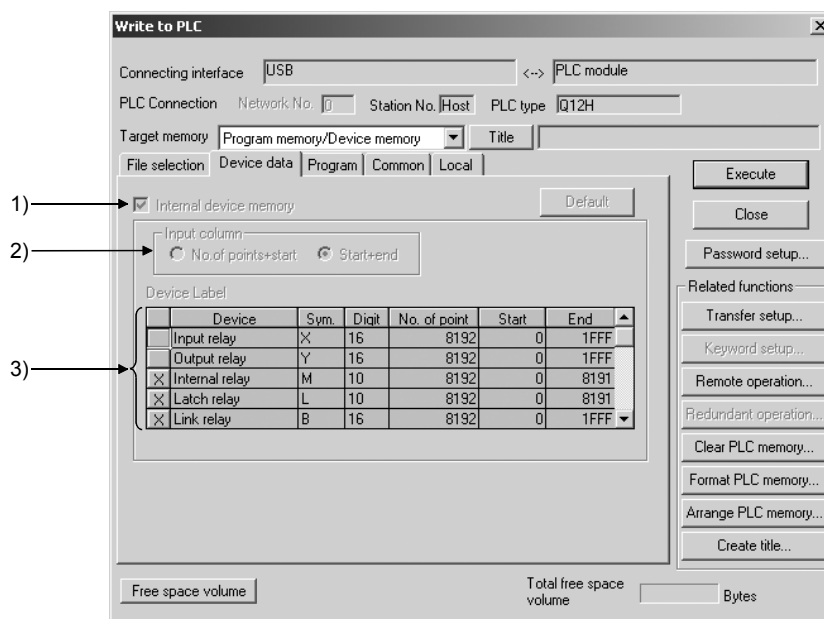 Write to PLC
Connecting interface USB <--> PLC module
PLC Connection Network No. 0 Station No. Host PLC type Q12H
Target memory Program memory/Device memory Title
File selection Device data Program Common Local
Execute
1) Internal device memory Default
Close
2) Input column
No.of points+start Start+end
Password setup...
Related functions
Device Label
Transfer setup...
3) Device Sym. Digit No. of point Start End
Input relay X 16 8192 0 1FFF
Keyword setup...
Output relay Y 16 8192 0 1FFF
X Internal relay M 10 8192 0 8191
Remote operation...
X Latch relay L 10 8192 0 8191
Redundant operation...
X Link relay B 16 8192 0 1FFF
Clear PLC memory...
Format PLC memory...
Arrange PLC memory...
Create title...
Free space volume
Total free space
volume Bytes